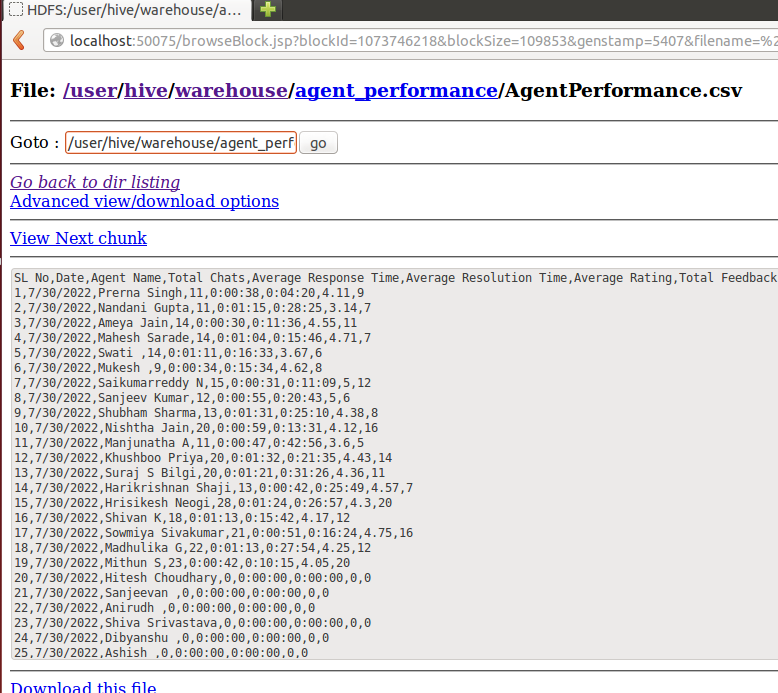 HDFS:/user/hive/warehouse/a...
localhost:50075/browseBlock.jsp?blockId=1073746218&blockSize=109853&genstamp=5407&filename=%2
File: /user/hive/warehouse/agent_performance/AgentPerformance.csv
Goto : /user/hive/warehouse/agent_perf go
Go back to dir listing
Advanced view/download options
View Next chunk
SL No,Date,Agent Name,Total Chats,Average Response Time,Average Resolution Time,Average Rating,Total Feedback
1,7/30/2022,Prerna Singh,11,0:00:38,0:04:20,4.11,9
2,7/30/2022,Nandani Gupta,11,0:01:15,0:28:25,3.14,7
3,7/30/2022,Ameya Jain,14,0:00:30,0:11:36,4.55,11
4,7/30/2022,Mahesh Sarade,14,0:01:04,0:15:46,4.71,7
5,7/30/2022,Swati ,14,0:01:11,0:16:33,3.67,6
6,7/30/2022,Mukesh ,9,0:00:34,0:15:34,4.62,8
7,7/30/2022,Saikumarreddy N,15,0:00:31,0:11:09,5,12
8,7/30/2022,Sanjeev Kumar,12,0:00:55,0:20:43,5,6
9,7/30/2022,Shubham Sharma,13,0:01:31,0:25:10,4.38,8
10,7/30/2022,Nishtha Jain,20,0:00:59,0:13:31,4.12,16
11,7/30/2022,Manjunatha A,11,0:00:47,0:42:56,3.6,5
12,7/30/2022,Khushboo Priya,20,0:01:32,0:21:35,4.43,14
13,7/30/2022,Suraj S Bilgi,20,0:01:21,0:31:26,4.36,11
14,7/30/2022,Harikrishnan Shaji,13,0:00:42,0:25:49,4.57,7
15,7/30/2022,Hrisikesh Neogi,28,0:01:24,0:26:57,4.3,20
16,7/30/2022,Shivan K,18,0:01:13,0:15:42,4.17,12
17,7/30/2022,Sowmiya Sivakumar,21,0:00:51,0:16:24,4.75,16
18,7/30/2022,Madhulika G,22,0:01:13,0:27:54,4.25,12
19,7/30/2022,Mithun S,23,0:00:42,0:10:15,4.05,20
20,7/30/2022,Hitesh Choudhary,0,0:00:00,0:00:00,0,0
21,7/30/2022,Sanjeevan ,0,0:00:00,0:00:00,0,0
22,7/30/2022,Anirudh ,0,0:00:00,0:00:00,0,0
23,7/30/2022,Shiva Srivastava,0,0:00:00,0:00:00,0,0
24,7/30/2022,Dibyanshu ,0,0:00:00,0:00:00,0,0
25,7/30/2022,Ashish ,0,0:00:00,0:00:00,0,0
Download this file